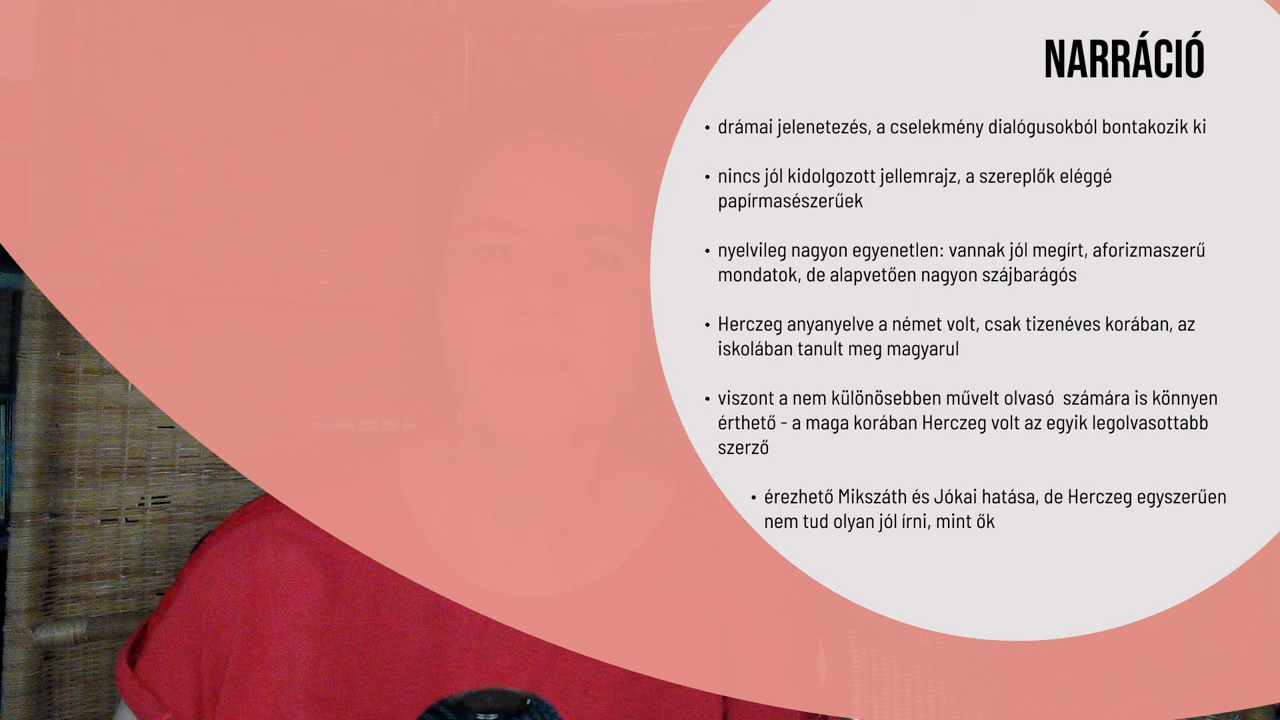 NARRÁCIÓ
• drámai jelenetezés, a cselekmény dialógusokból bontakozik ki
• nincs jól kidolgozott jellemrajz, a szereplők eléggé
papírmasészerűek
• nyelvileg nagyon egyenetlen: vannak jól megírt, aforizmaszerű
mondatok, de alapvetően nagyon szájbarágós
• Herczeg anyanyelve a német volt, csak tizenéves korában, az
iskolában tanult meg magyarul
• viszont a nem különösebben művelt olvasó számára is könnyen
érthető - a maga korában Herczeg volt az egyik legolvasottabb
szerző
• érezhető Mikszáth és Jókai hatása, de Herczeg egyszerűen
nem tud olyan jól írni, mint ők